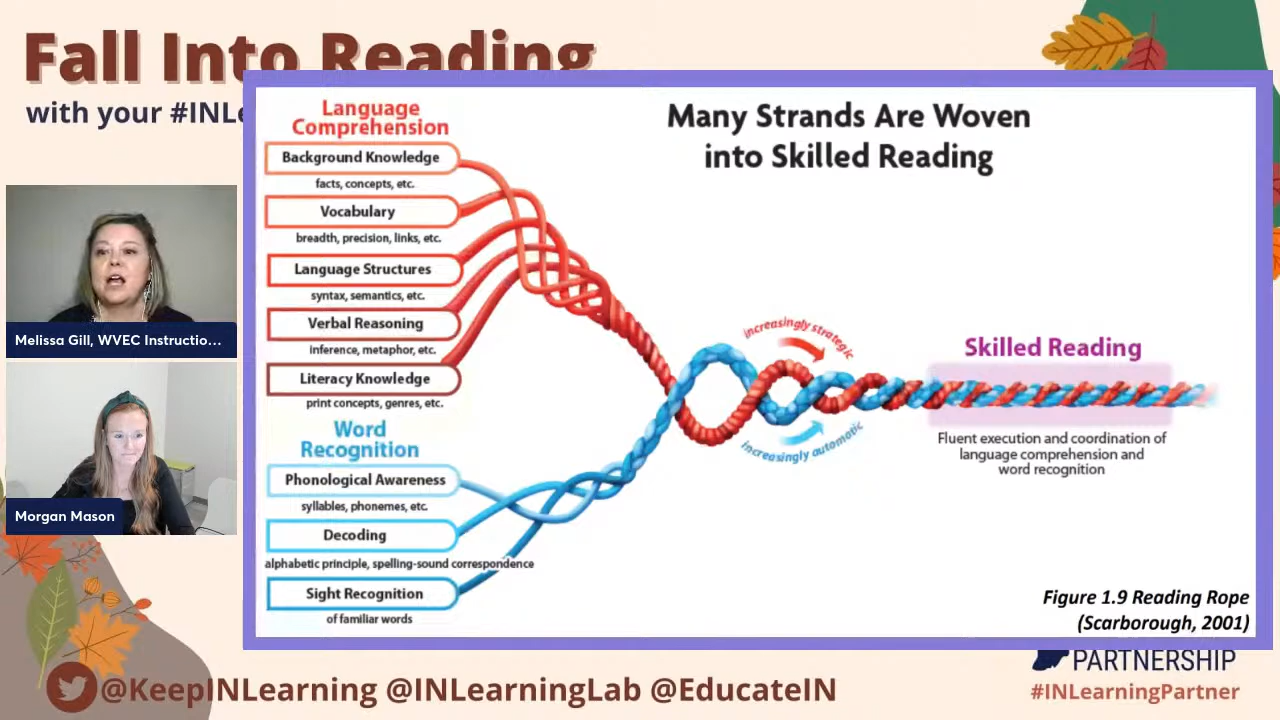 Fall Into Reading
with your #INLe
Language
Comprehension
Background Knowledge
facts, concepts, etc.
Vocabulary
breadth, precision, links, etc.
Language Structures
syntax, semantics, etc.
Verbal Reasoning
inference, metaphor, etc.
Literacy Knowledge
print concepts, genres, etc.
Word
Recognition
Phonological Awareness
syllables, phonemes, etc.
Decoding
alphabetic principle, spelling-sound correspondence
Sight Recognition
of familiar words
Many Strands Are Woven
into Skilled Reading
increasingly strategic
increasingly automatic
Skilled Reading
Fluent execution and coordination of
language comprehension and
word recognition
Figure 1.9 Reading Rope
(Scarborough, 2001)
Melissa Gill, WVEC Instructio...
Morgan Mason
PARTNERSHIP
@KeepINLearning @INLearningLab @EducateIN
#INLearningPartner